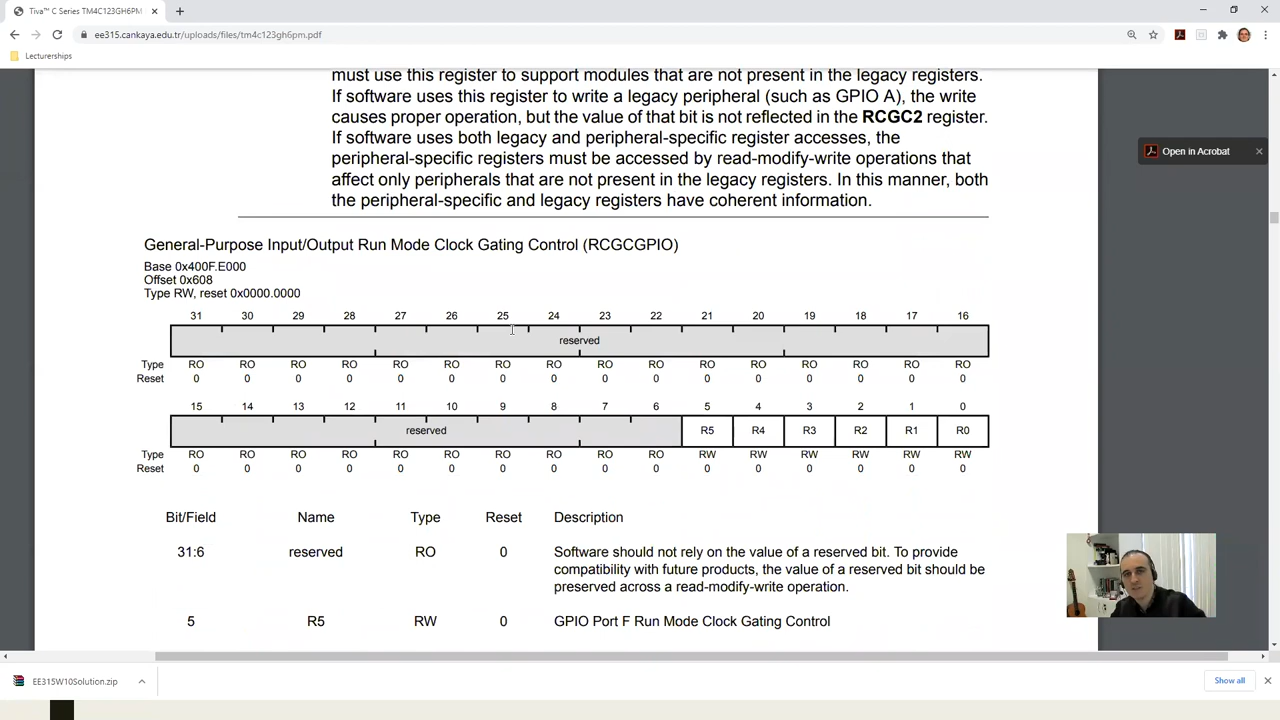 Tiva™ C Series TM4C123GH6PM
ee315.cankaya.edu.tr/uploads/files/tm4c123gh6pm.pdf
Lecturerships
must use this register to support modules that are not present in the legacy registers.
If software uses this register to write a legacy peripheral (such as GPIO A), the write
causes proper operation, but the value of that bit is not reflected in the RCGC2 register.
If software uses both legacy and peripheral-specific register accesses, the
peripheral-specific registers must be accessed by read-modify-write operations that
affect only peripherals that are not present in the legacy registers. In this manner, both
the peripheral-specific and legacy registers have coherent information.
Open in Acrobat
General-Purpose Input/Output Run Mode Clock Gating Control (RCGCGPIO)
Base 0x400F.E000
Offset 0x608
Type RW, reset 0x0000.0000
31 30 29 28 27 26 25 24 23 22 21 20 19 18 17 16
reserved
Type RO RO RO RO RO RO RO RO RO RO RO RO RO RO RO RO
Reset 0 0 0 0 0 0 0 0 0 0 0 0 0 0 0 0
15 14 13 12 11 10 9 8 7 6 5 4 3 2 1 0
reserved R5 R4 R3 R2 R1 R0
Type RO RO RO RO RO RO RO RO RO RO RW RW RW RW RW RW
Reset 0 0 0 0 0 0 0 0 0 0 0 0 0 0 0 0
Bit/Field Name Type Reset Description
31:6 reserved RO 0 Software should not rely on the value of a reserved bit. To provide
compatibility with future products, the value of a reserved bit should be
preserved across a read-modify-write operation.
5 R5 RW 0 GPIO Port F Run Mode Clock Gating Control
EE315W10Solution.zip
Show all